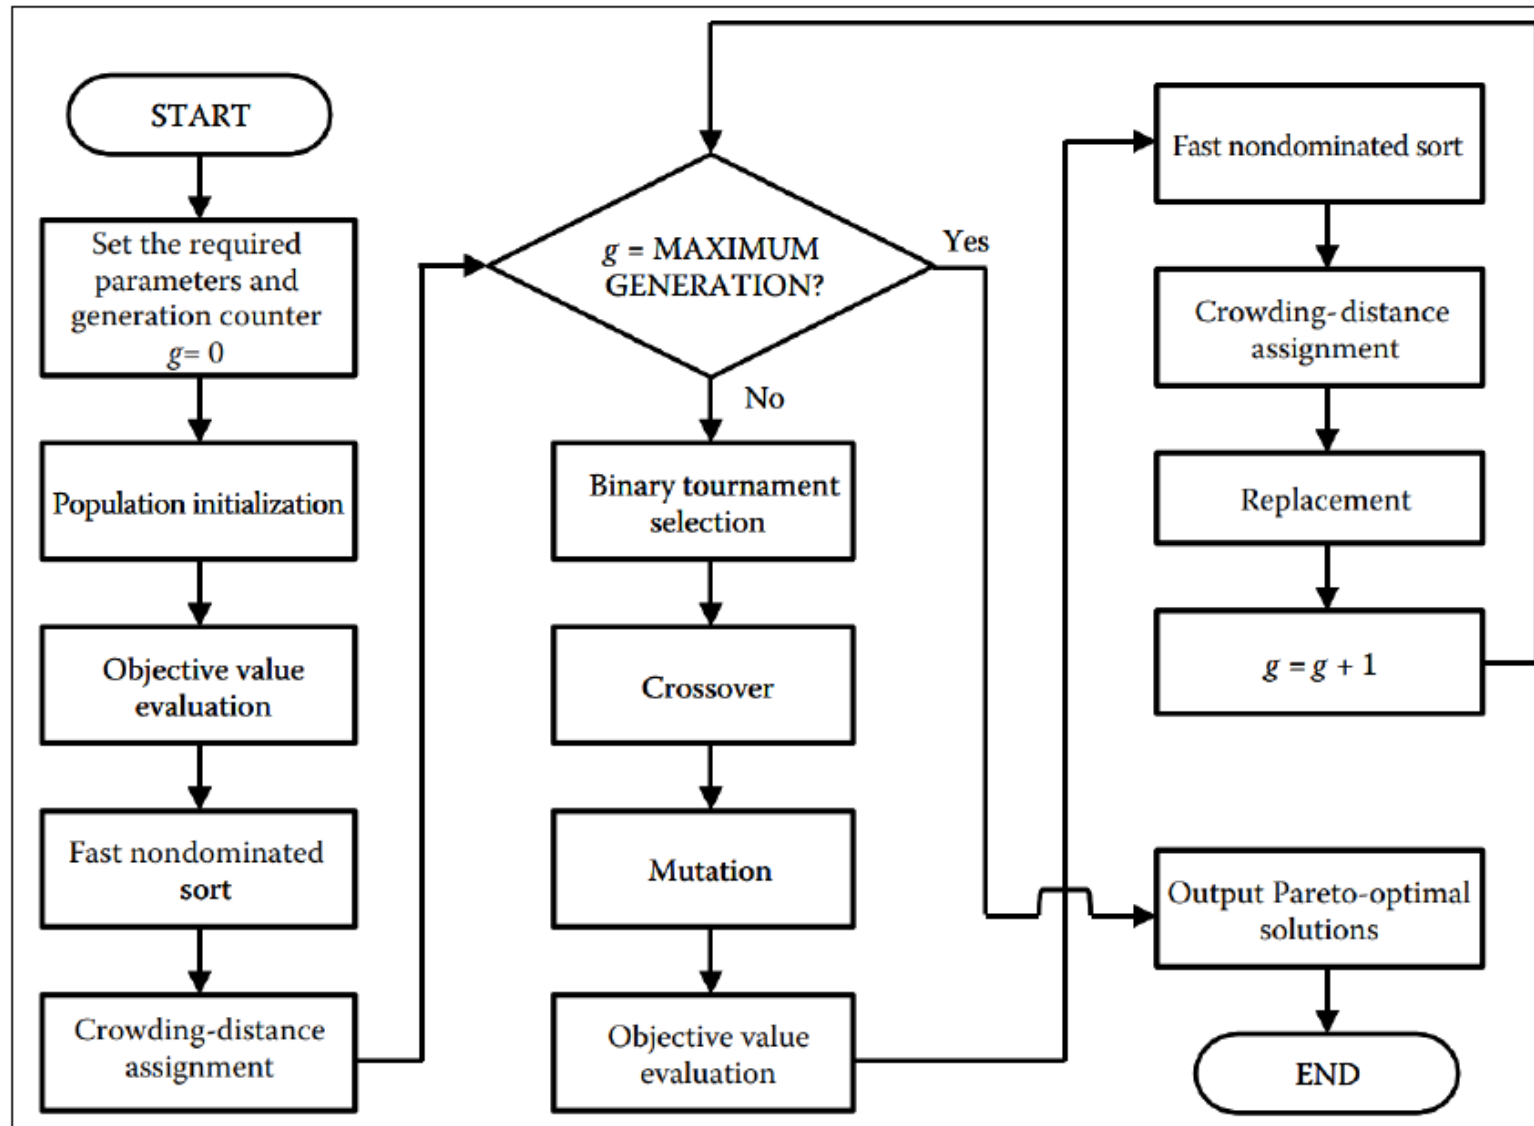 START
Set the required
parameters and
generation counter
g= 0
Population initialization
Objective value
evaluation
Fast nondominated
sort
Crowding-distance
assignment
g = MAXIMUM
GENERATION?
Yes
No
Binary tournament
selection
Crossover
Mutation
Objective value
evaluation
Fast nondominated sort
Crowding-distance
assignment
Replacement
g = g + 1
Output Pareto-optimal
solutions
END